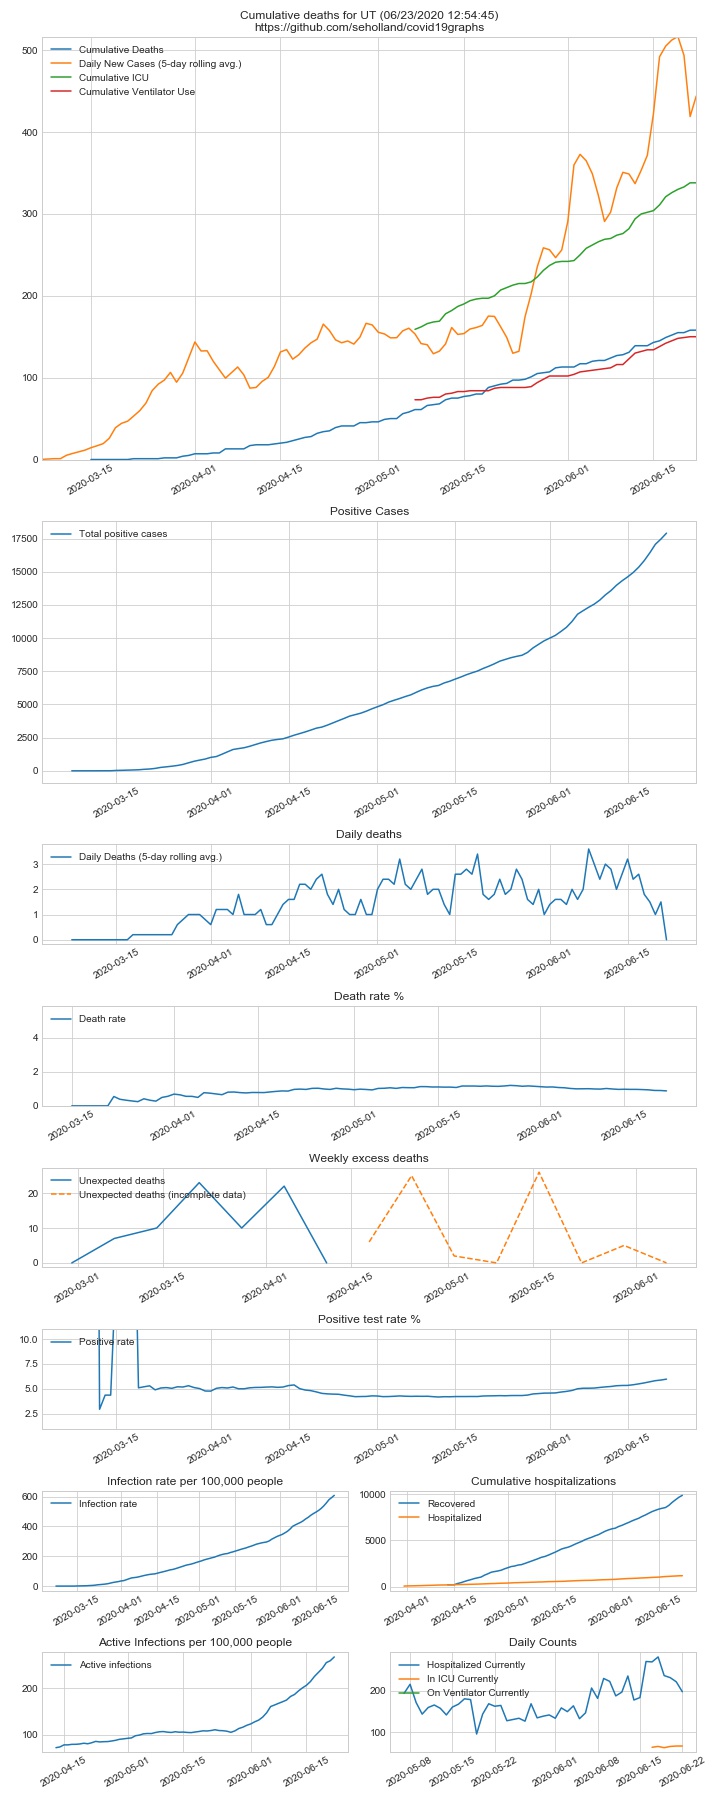 Cumulative deaths for UT (06/23/2020 12:54:45)
https://github.com/seholland/covid19graphs
Cumulative Deaths
Daily New Cases (5-day rolling avg.)
Cumulative ICU
Cumulative Ventilator Use
500
400
300
200
100
0
2020-03-15 2020-04-01 2020-04-15 2020-05-01 2020-05-15 2020-06-01 2020-06-15
Positive Cases
Total positive cases
17500
15000
12500
10000
7500
5000
2500
0
2020-03-15 2020-04-01 2020-04-15 2020-05-01 2020-05-15 2020-06-01 2020-06-15
Daily deaths
Daily Deaths (5-day rolling avg.)
3
2
1
0
2020-03-15 2020-04-01 2020-04-15 2020-05-01 2020-05-15 2020-06-01 2020-06-15
Death rate %
Death rate
4
2
0
2020-03-15 2020-04-01 2020-04-15 2020-05-01 2020-05-15 2020-06-01 2020-06-15
Weekly excess deaths
Unexpected deaths
Unexpected deaths (incomplete data)
20
10
0
2020-03-01 2020-03-15 2020-04-01 2020-04-15 2020-05-01 2020-05-15 2020-06-01
Positive test rate %
Positive rate
10.0
7.5
5.0
2.5
2020-03-15 2020-04-01 2020-04-15 2020-05-01 2020-05-15 2020-06-01 2020-06-15
Infection rate per 100,000 people
Infection rate
600
400
200
0
2020-03-15 2020-04-01 2020-04-15 2020-05-01 2020-05-15 2020-06-01 2020-06-15
Cumulative hospitalizations
Recovered
Hospitalized
10000
5000
0
2020-04-01 2020-04-15 2020-05-01 2020-05-15 2020-06-01 2020-06-15
Active Infections per 100,000 people
Active infections
200
100
2020-04-15 2020-05-01 2020-05-15 2020-06-01 2020-06-15
Daily Counts
Hospitalized Currently
In ICU Currently
On Ventilator Currently
200
100
2020-05-08 2020-05-15 2020-05-22 2020-06-01 2020-06-08 2020-06-15 2020-06-22